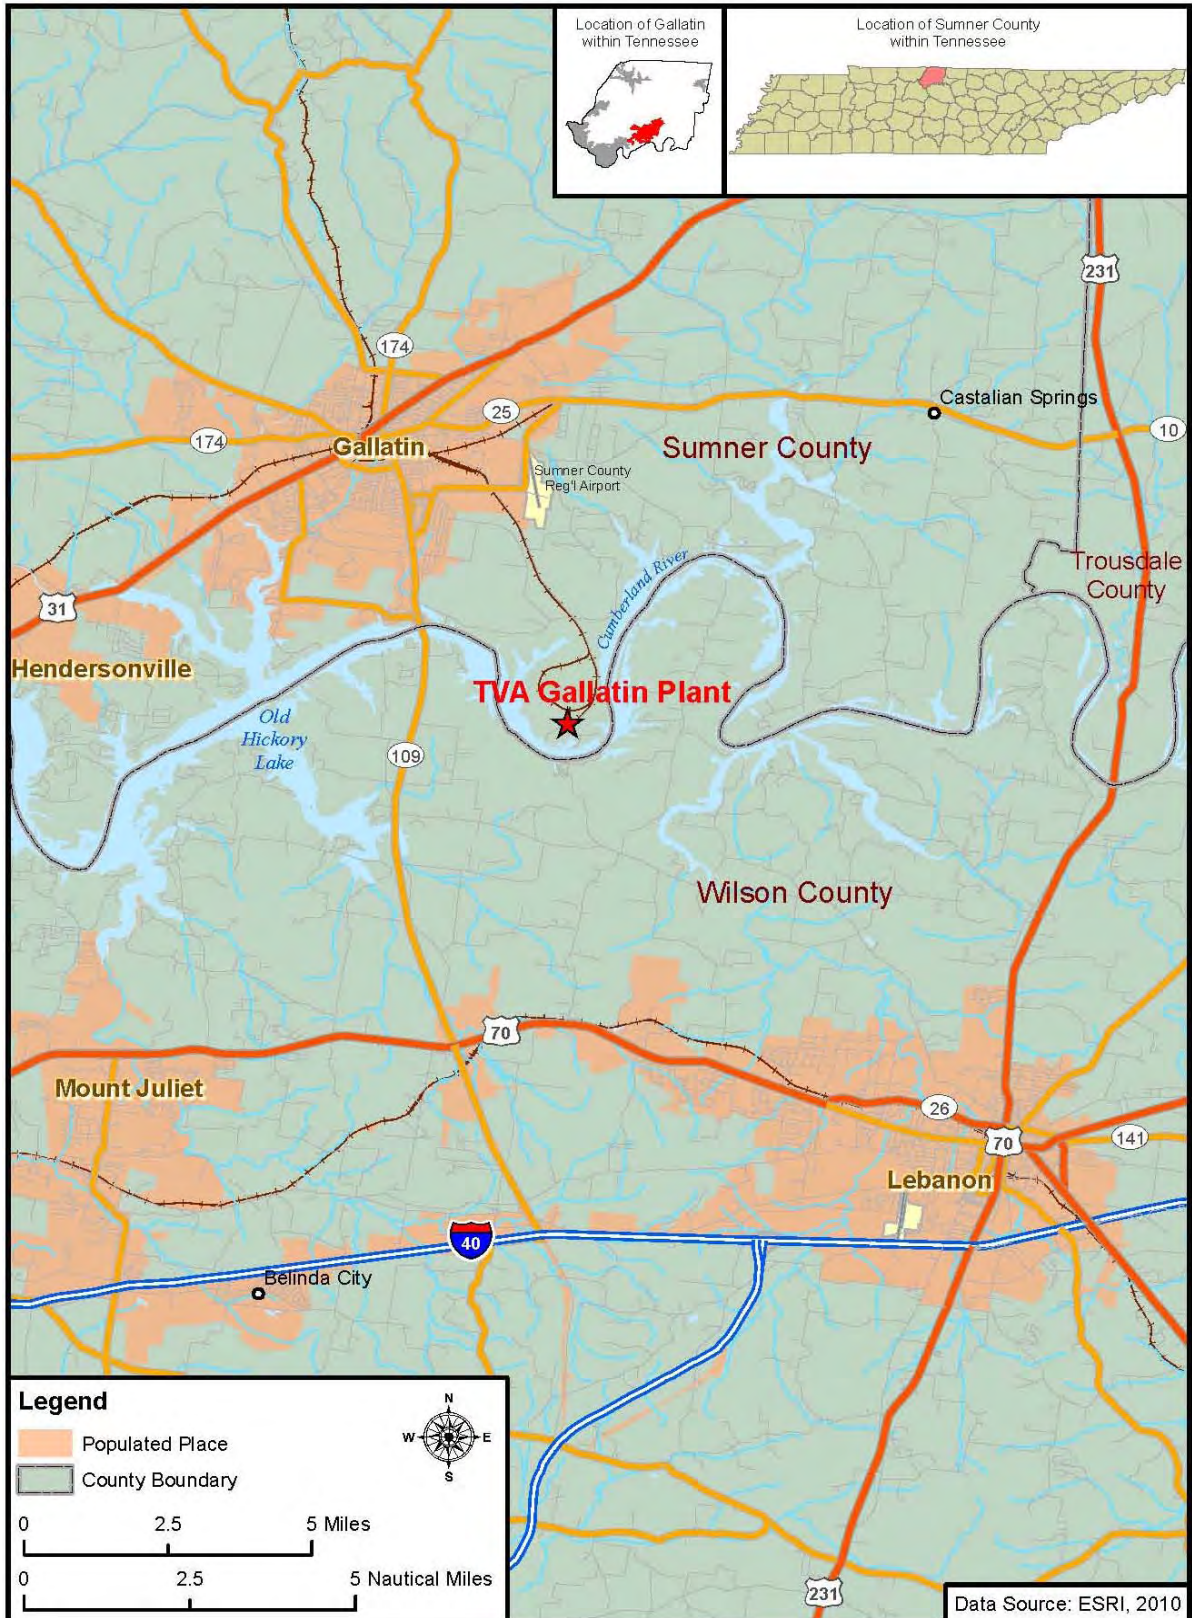 Location of Gallatin
within Tennessee
Location of Sumner County
within Tennessee
231
174
Castalian Springs
25
174
10
Gallatin
Sumner County
Sumner County
Reg'l Airport
Cumberland River
Trousdale
County
31
Hendersonville
TVA Gallatin Plant
Old
Hickory
Lake
109
Wilson County
70
Mount Juliet
26
70
141
Lebanon
40
Belinda City
Legend
Populated Place
County Boundary
N
W E
S
0 2.5 5 Miles
0 2.5 5 Nautical Miles
231
Data Source: ESRI, 2010